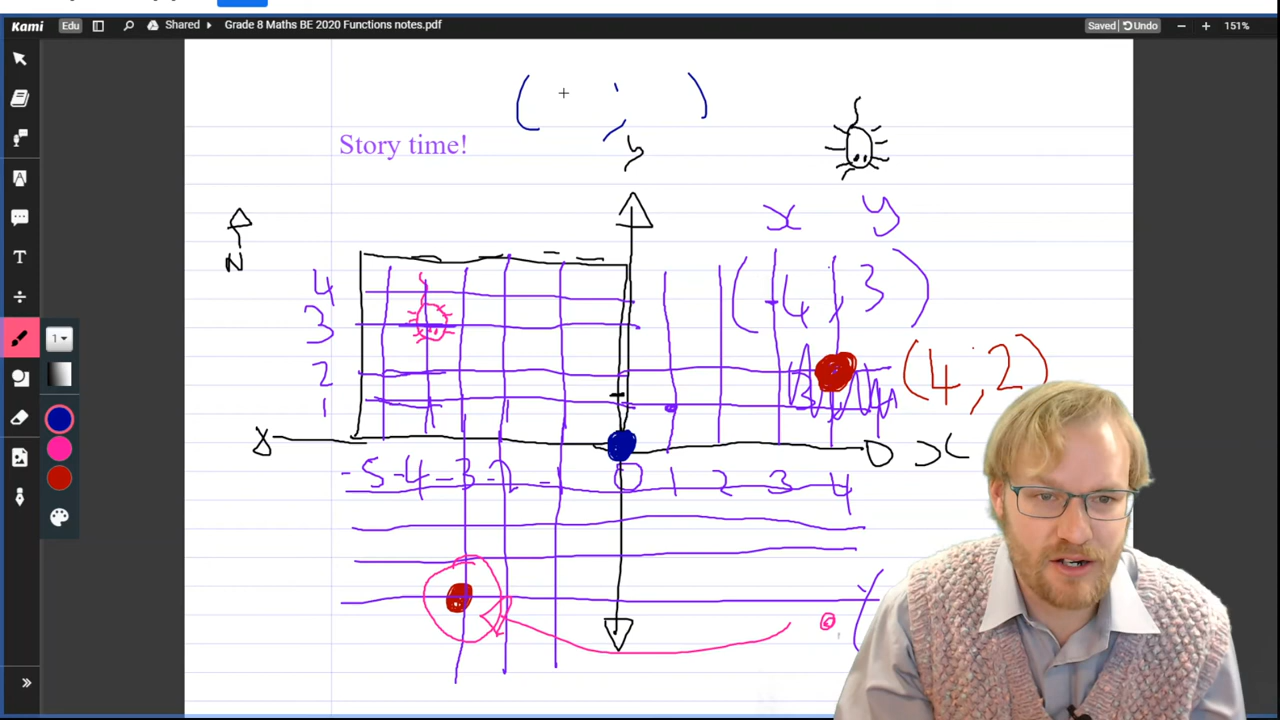 Kami Edu Shared Grade 8 Maths BE 2020 Functions notes.pdf Saved Undo 151%
( ; )
Story time!
y
x y
N
4
3
2
1
(-4 ; 3)
(4 ; 2)
x
-5 -4 -3 -2 -1 0 1 2 3 4
T
1